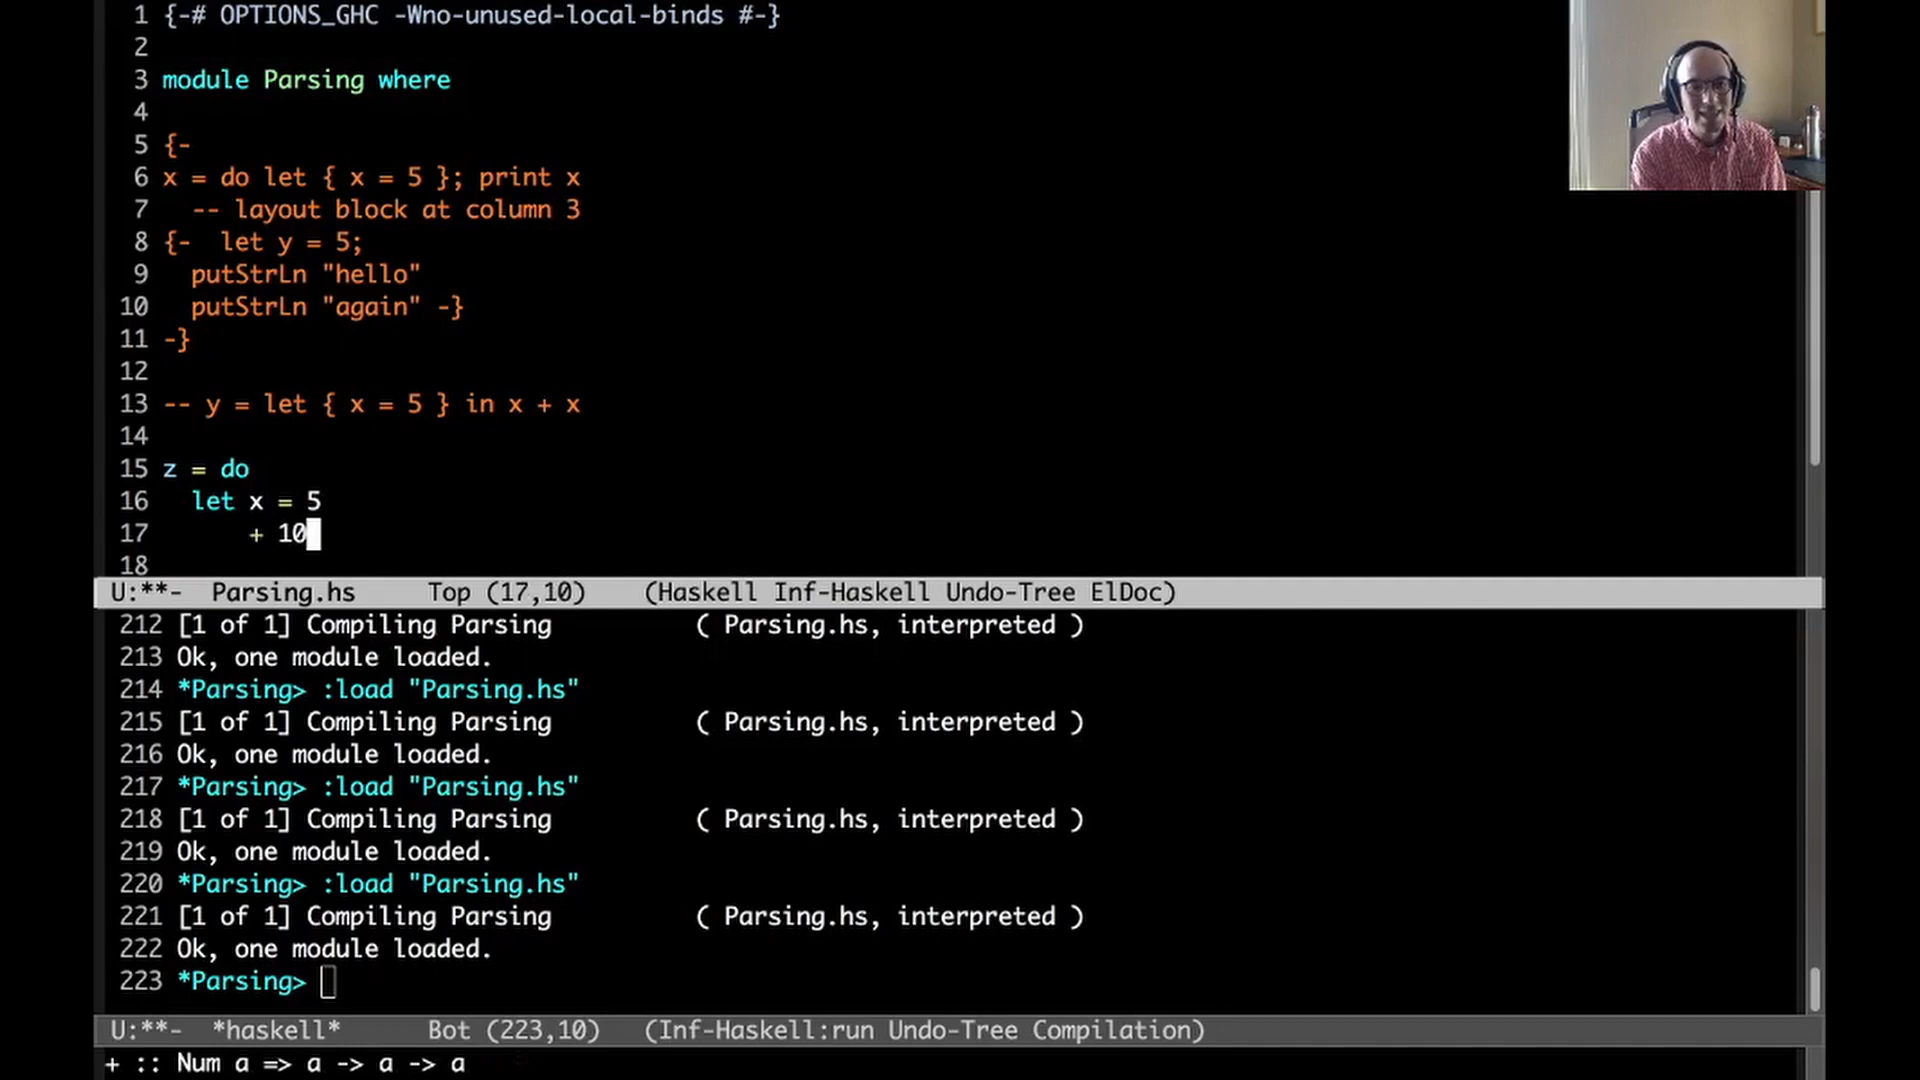 1 {-# OPTIONS_GHC -Wno-unused-local-binds #-}
2
3 module Parsing where
4
5 {-
6 x = do let { x = 5 }; print x
7   -- layout block at column 3
8 {-  let y = 5;
9   putStrLn "hello"
10   putStrLn "again" -}
11 -}
12
13 -- y = let { x = 5 } in x + x
14
15 z = do
16   let x = 5
17       + 10
18
U:**-  Parsing.hs     Top (17,10)    (Haskell Inf-Haskell Undo-Tree ElDoc)
212 [1 of 1] Compiling Parsing          ( Parsing.hs, interpreted )
213 Ok, one module loaded.
214 *Parsing> :load "Parsing.hs"
215 [1 of 1] Compiling Parsing          ( Parsing.hs, interpreted )
216 Ok, one module loaded.
217 *Parsing> :load "Parsing.hs"
218 [1 of 1] Compiling Parsing          ( Parsing.hs, interpreted )
219 Ok, one module loaded.
220 *Parsing> :load "Parsing.hs"
221 [1 of 1] Compiling Parsing          ( Parsing.hs, interpreted )
222 Ok, one module loaded.
223 *Parsing>
U:**-  *haskell*      Bot (223,10)   (Inf-Haskell:run Undo-Tree Compilation)
+ :: Num a => a -> a -> a